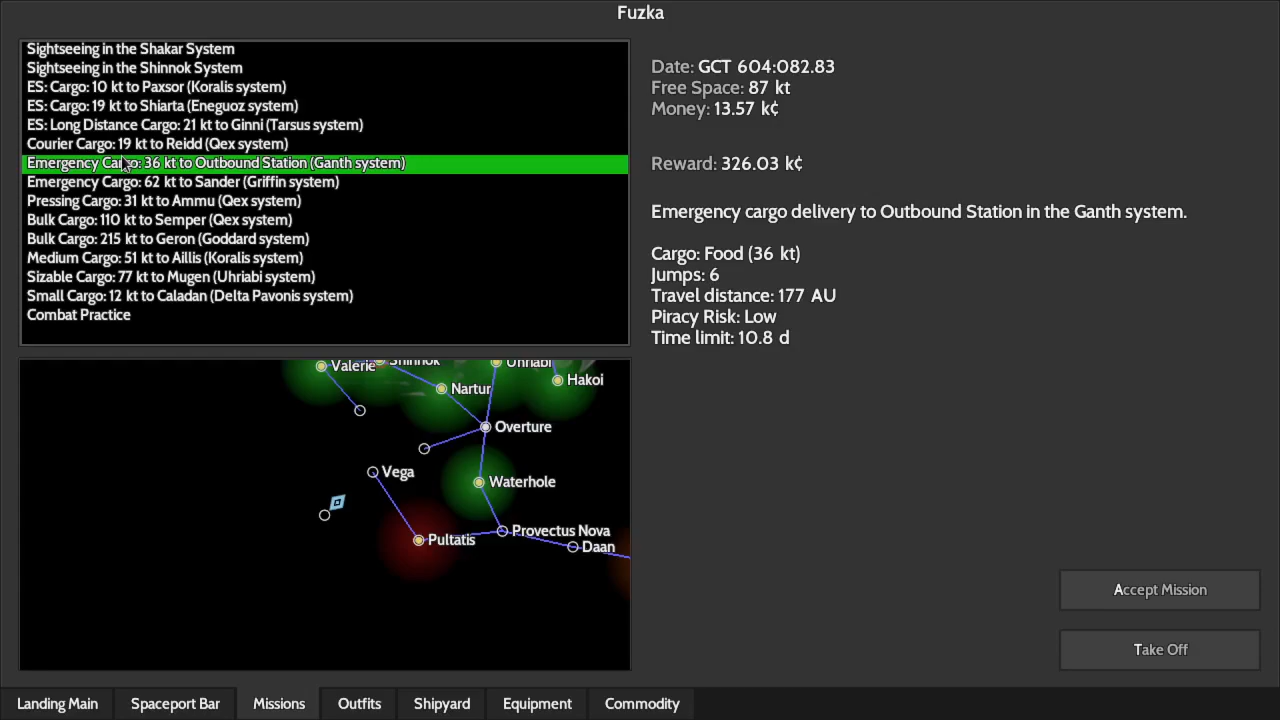 Fuzka
Sightseeing in the Shakar System
Sightseeing in the Shinnok System
ES: Cargo: 10 kt to Paxsor (Koralis system)
ES: Cargo: 19 kt to Shiarta (Eneguoz system)
ES: Long Distance Cargo: 21 kt to Ginni (Tarsus system)
Courier Cargo: 19 kt to Reidd (Qex system)
Emergency Cargo: 36 kt to Outbound Station (Ganth system)
Emergency Cargo: 62 kt to Sander (Griffin system)
Pressing Cargo: 31 kt to Ammu (Qex system)
Bulk Cargo: 110 kt to Semper (Qex system)
Bulk Cargo: 215 kt to Geron (Goddard system)
Medium Cargo: 51 kt to Aillis (Koralis system)
Sizable Cargo: 77 kt to Mugen (Uhriabi system)
Small Cargo: 12 kt to Caladan (Delta Pavonis system)
Combat Practice
Date: GCT 604:082.83
Free Space: 87 kt
Money: 13.57 k¢
Reward: 326.03 k¢
Emergency cargo delivery to Outbound Station in the Ganth system.
Cargo: Food (36 kt)
Jumps: 6
Travel distance: 177 AU
Piracy Risk: Low
Time limit: 10.8 d
Valerie
Shinnok
Uhriabi
Nartur
Hakoi
Overture
Vega
Waterhole
Provectus Nova
Pultatis
Daan
Accept Mission
Take Off
Landing Main
Spaceport Bar
Missions
Outfits
Shipyard
Equipment
Commodity